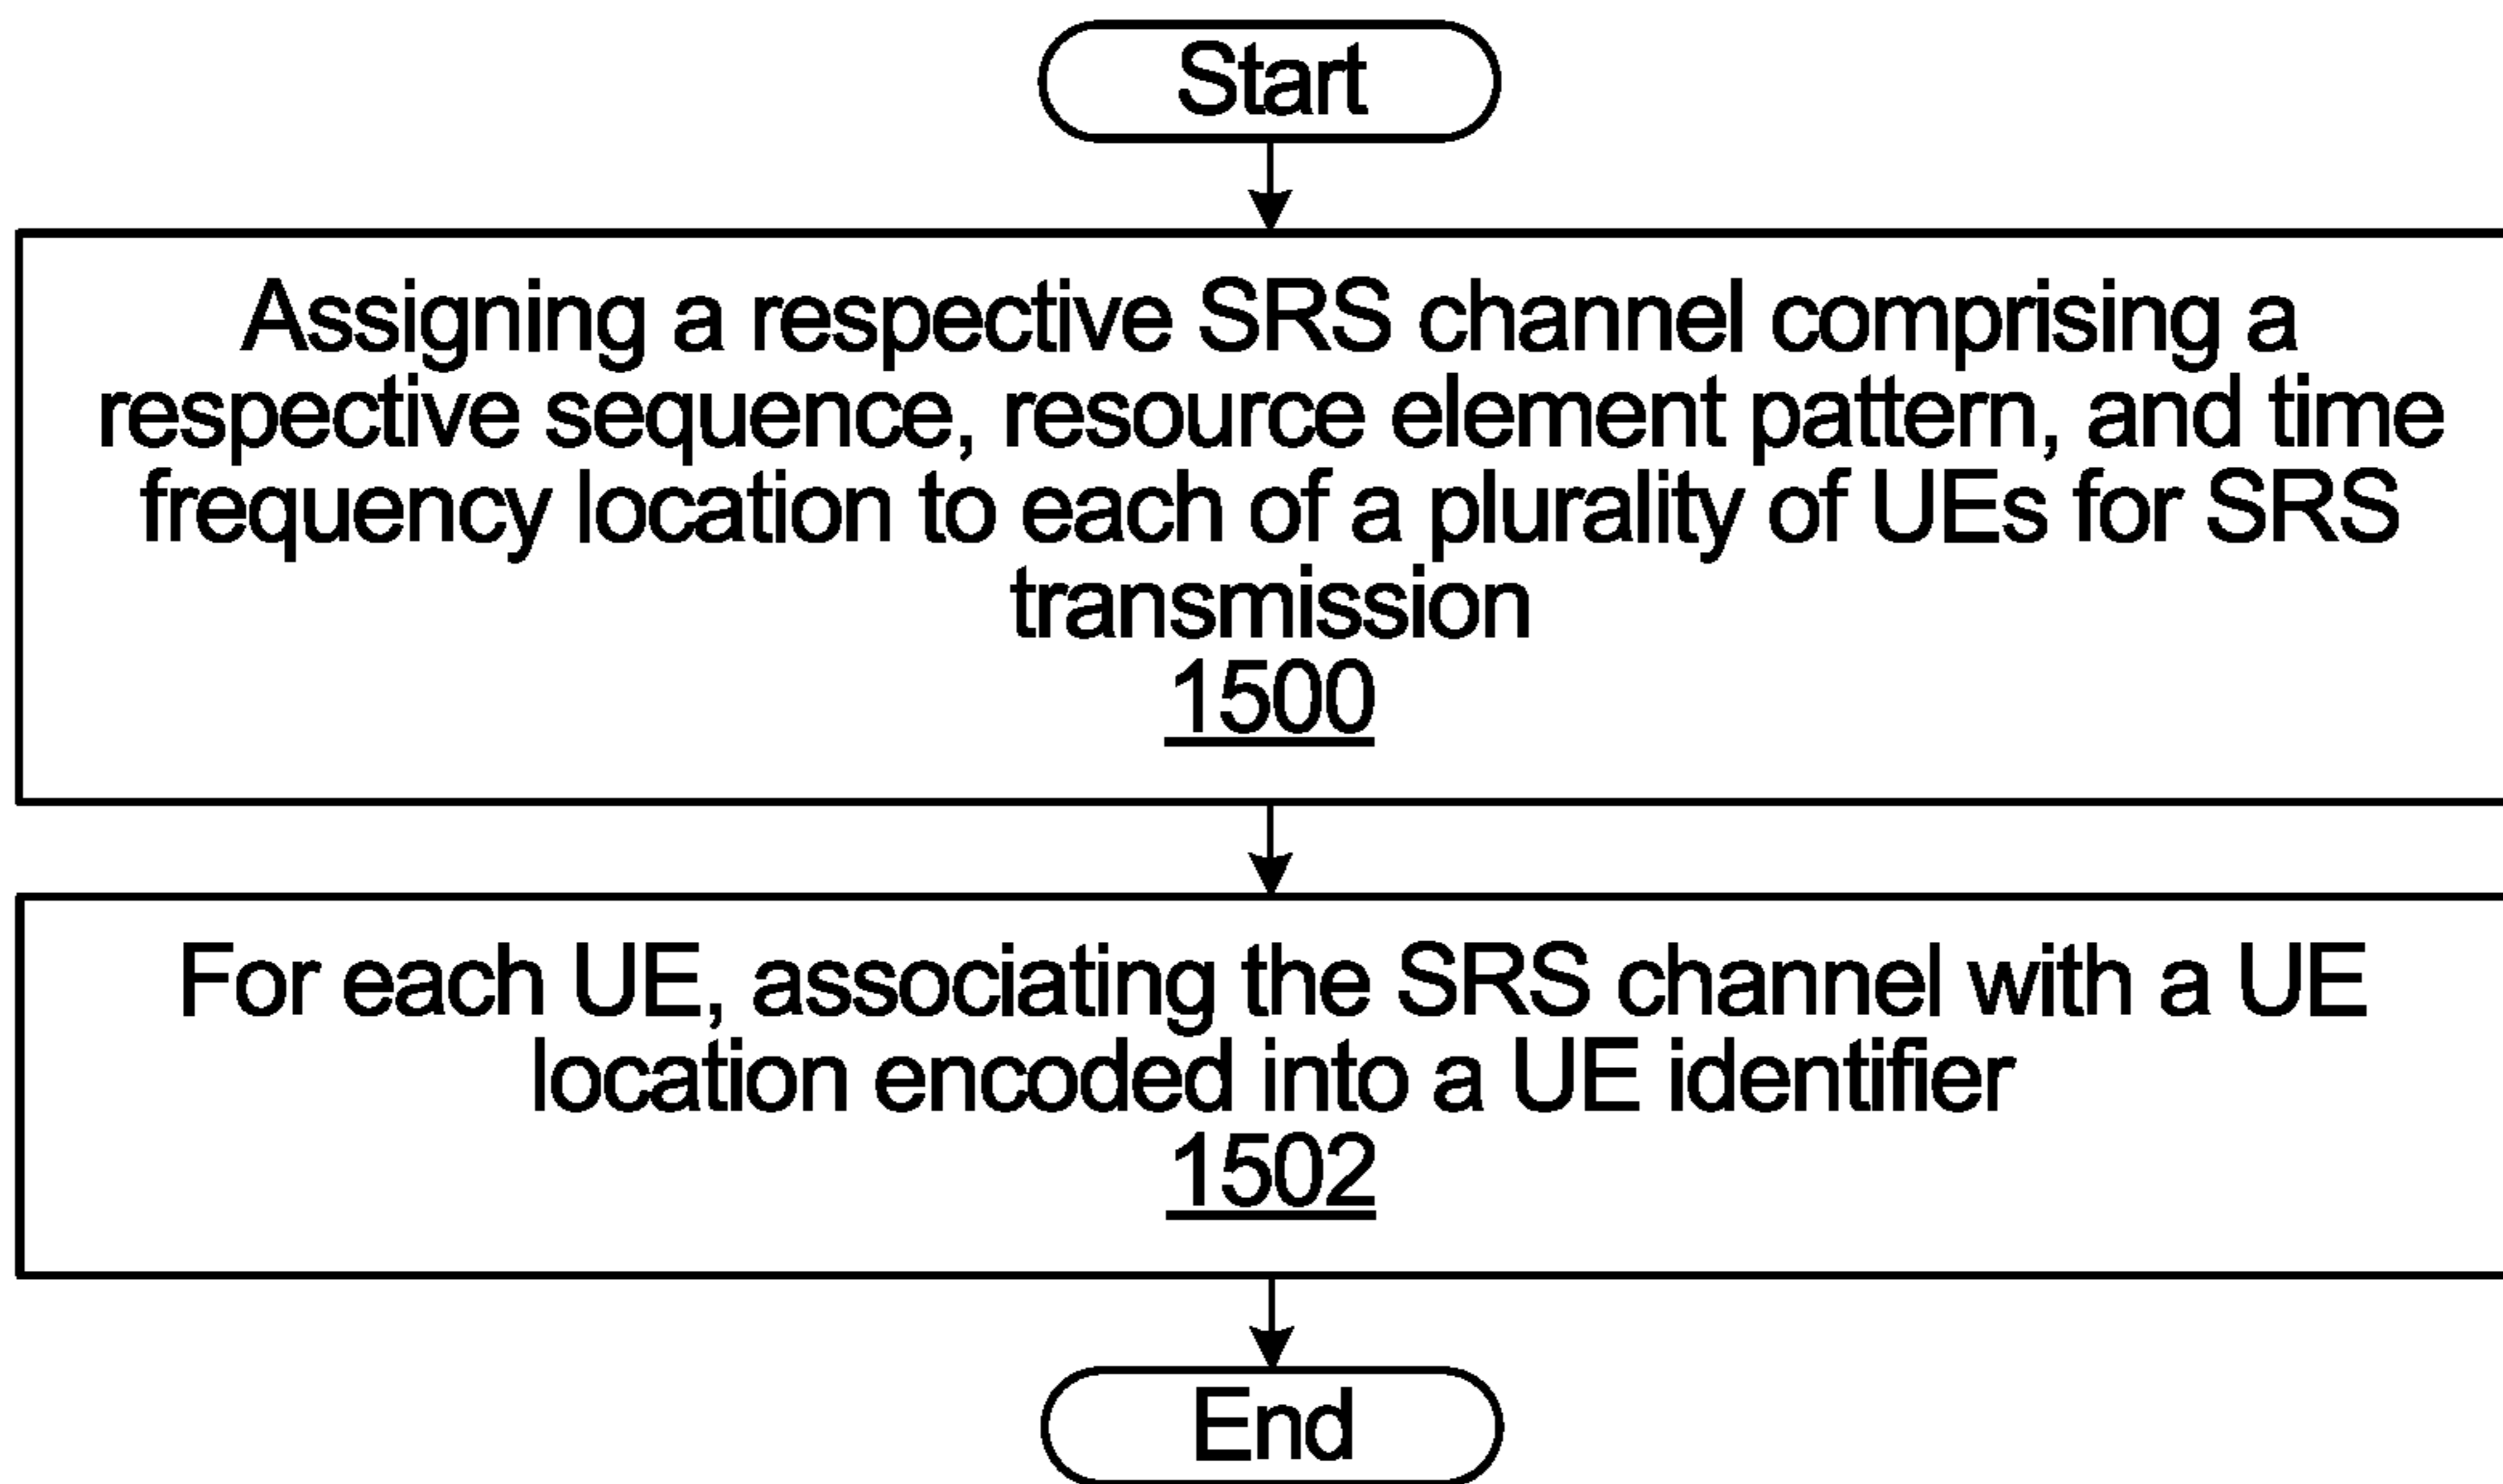 Start
Assigning a respective SRS channel comprising a
respective sequence, resource element pattern, and time
frequency location to each of a plurality of UEs for SRS
transmission
1500
For each UE, associating the SRS channel with a UE
location encoded into a UE identifier
1502
End